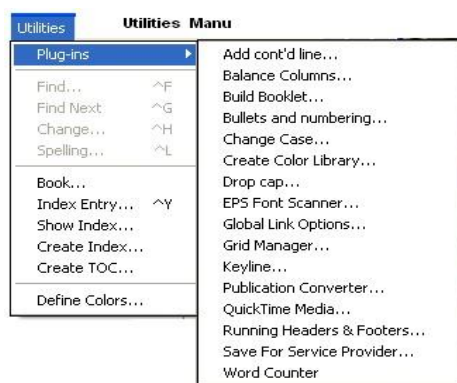 Utilities Manu
Utilities
Plug-ins
Find... ^F
Find Next ^G
Change... ^H
Spelling... ^L
Book...
Index Entry... ^Y
Show Index...
Create Index...
Create TOC...
Define Colors...
Add cont'd line...
Balance Columns...
Build Booklet...
Bullets and numbering...
Change Case...
Create Color Library...
Drop cap...
EPS Font Scanner...
Global Link Options...
Grid Manager...
Keyline...
Publication Converter...
QuickTime Media...
Running Headers & Footers...
Save For Service Provider...
Word Counter